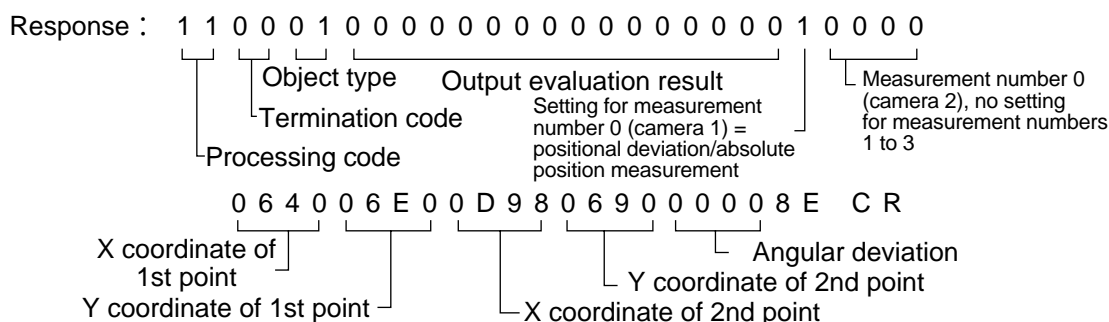 Response : 1 1 0 0 0 1 0 0 0 0 0 0 0 0 0 0 0 0 0 0 0 0 0 1 0 0 0 0
Object type
Output evaluation result
Termination code
Processing code
Setting for measurement
number 0 (camera 1) =
positional deviation/absolute
position measurement
Measurement number 0
(camera 2), no setting
for measurement numbers
1 to 3
0 6 4 0 0 6 E 0 0 D 9 8 0 6 9 0 0 0 0 0 8 E C R
X coordinate of
1st point
Angular deviation
Y coordinate of 2nd point
Y coordinate of 1st point
X coordinate of 2nd point